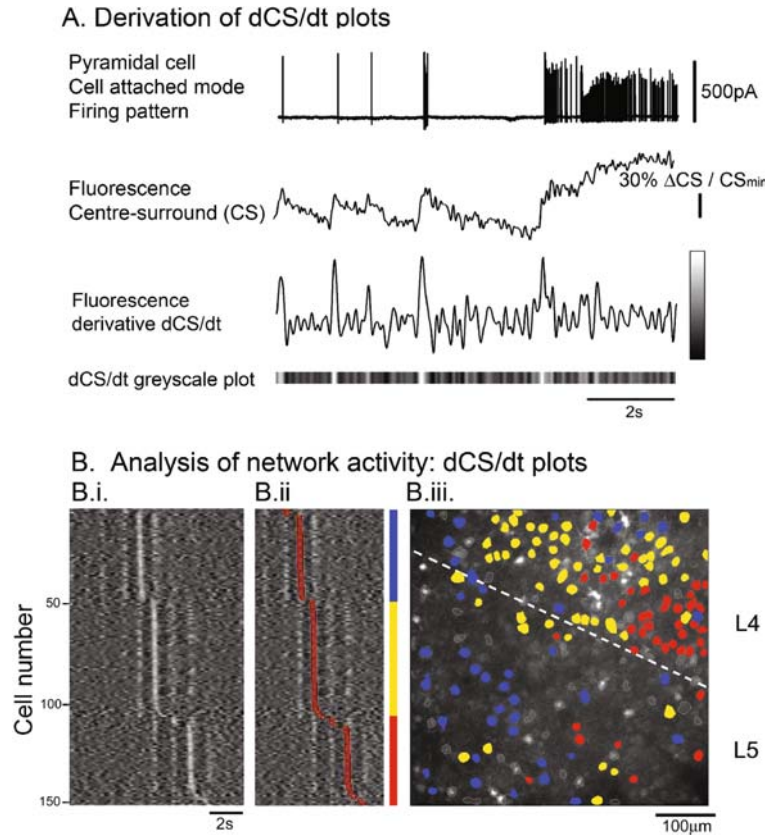 A. Derivation of dCS/dt plots
Pyramidal cell
Cell attached mode
Firing pattern
500pA
Fluorescence
Centre-surround (CS)
30% ΔCS / CSmin
Fluorescence
derivative dCS/dt
dCS/dt greyscale plot
2s
B. Analysis of network activity: dCS/dt plots
B.i.
B.ii
B.iii.
Cell number
50
100
150
L4
L5
2s
100μm